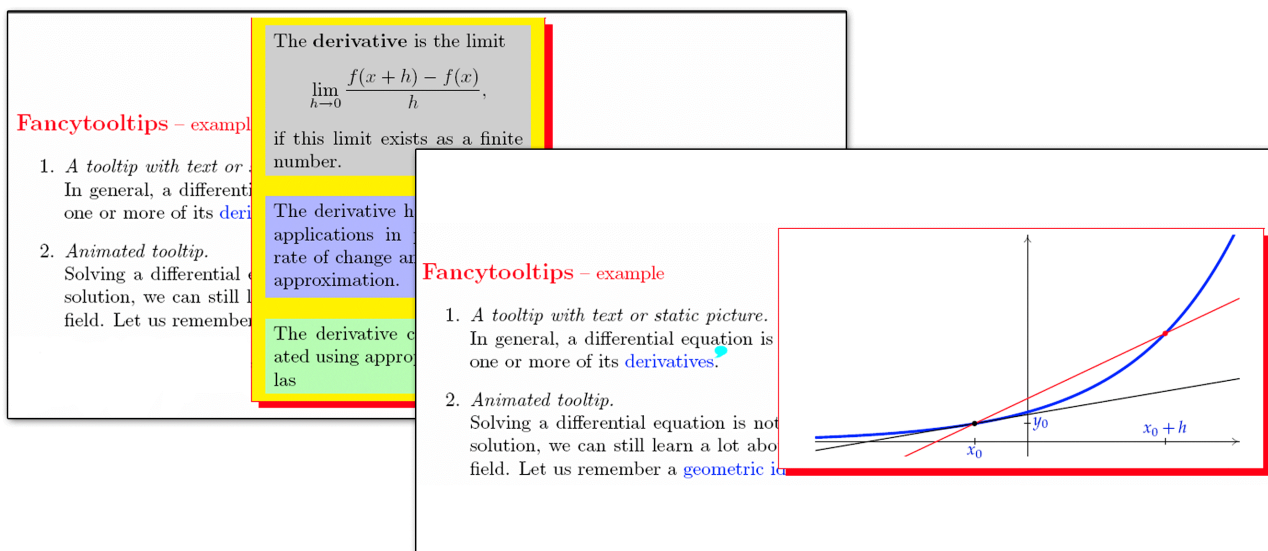 Fancytooltips – exampl
1. A tooltip with text or
In general, a differenti
one or more of its deri
2. Animated tooltip.
Solving a differential e
solution, we can still l
field. Let us remember
The derivative is the limit
lim h→0 f(x + h) − f(x) / h,
if this limit exists as a finite
number.
The derivative h
applications in
rate of change an
approximation.
The derivative c
ated using approp
las
Fancytooltips – example
1. A tooltip with text or static picture.
In general, a differential equation is
one or more of its derivatives.
2. Animated tooltip.
Solving a differential equation is not
solution, we can still learn a lot abo
field. Let us remember a geometric id
y₀
x₀ + h
x₀